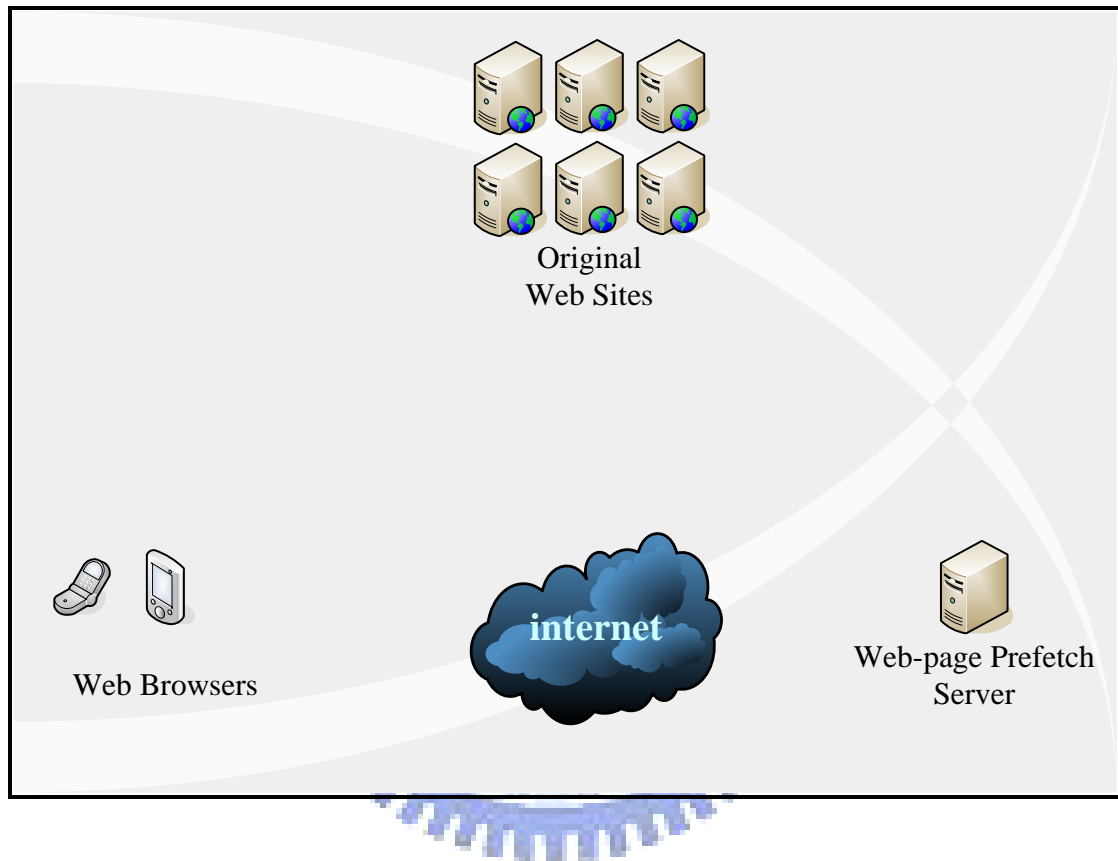 Original
Web Sites
internet
Web Browsers
Web-page Prefetch
Server